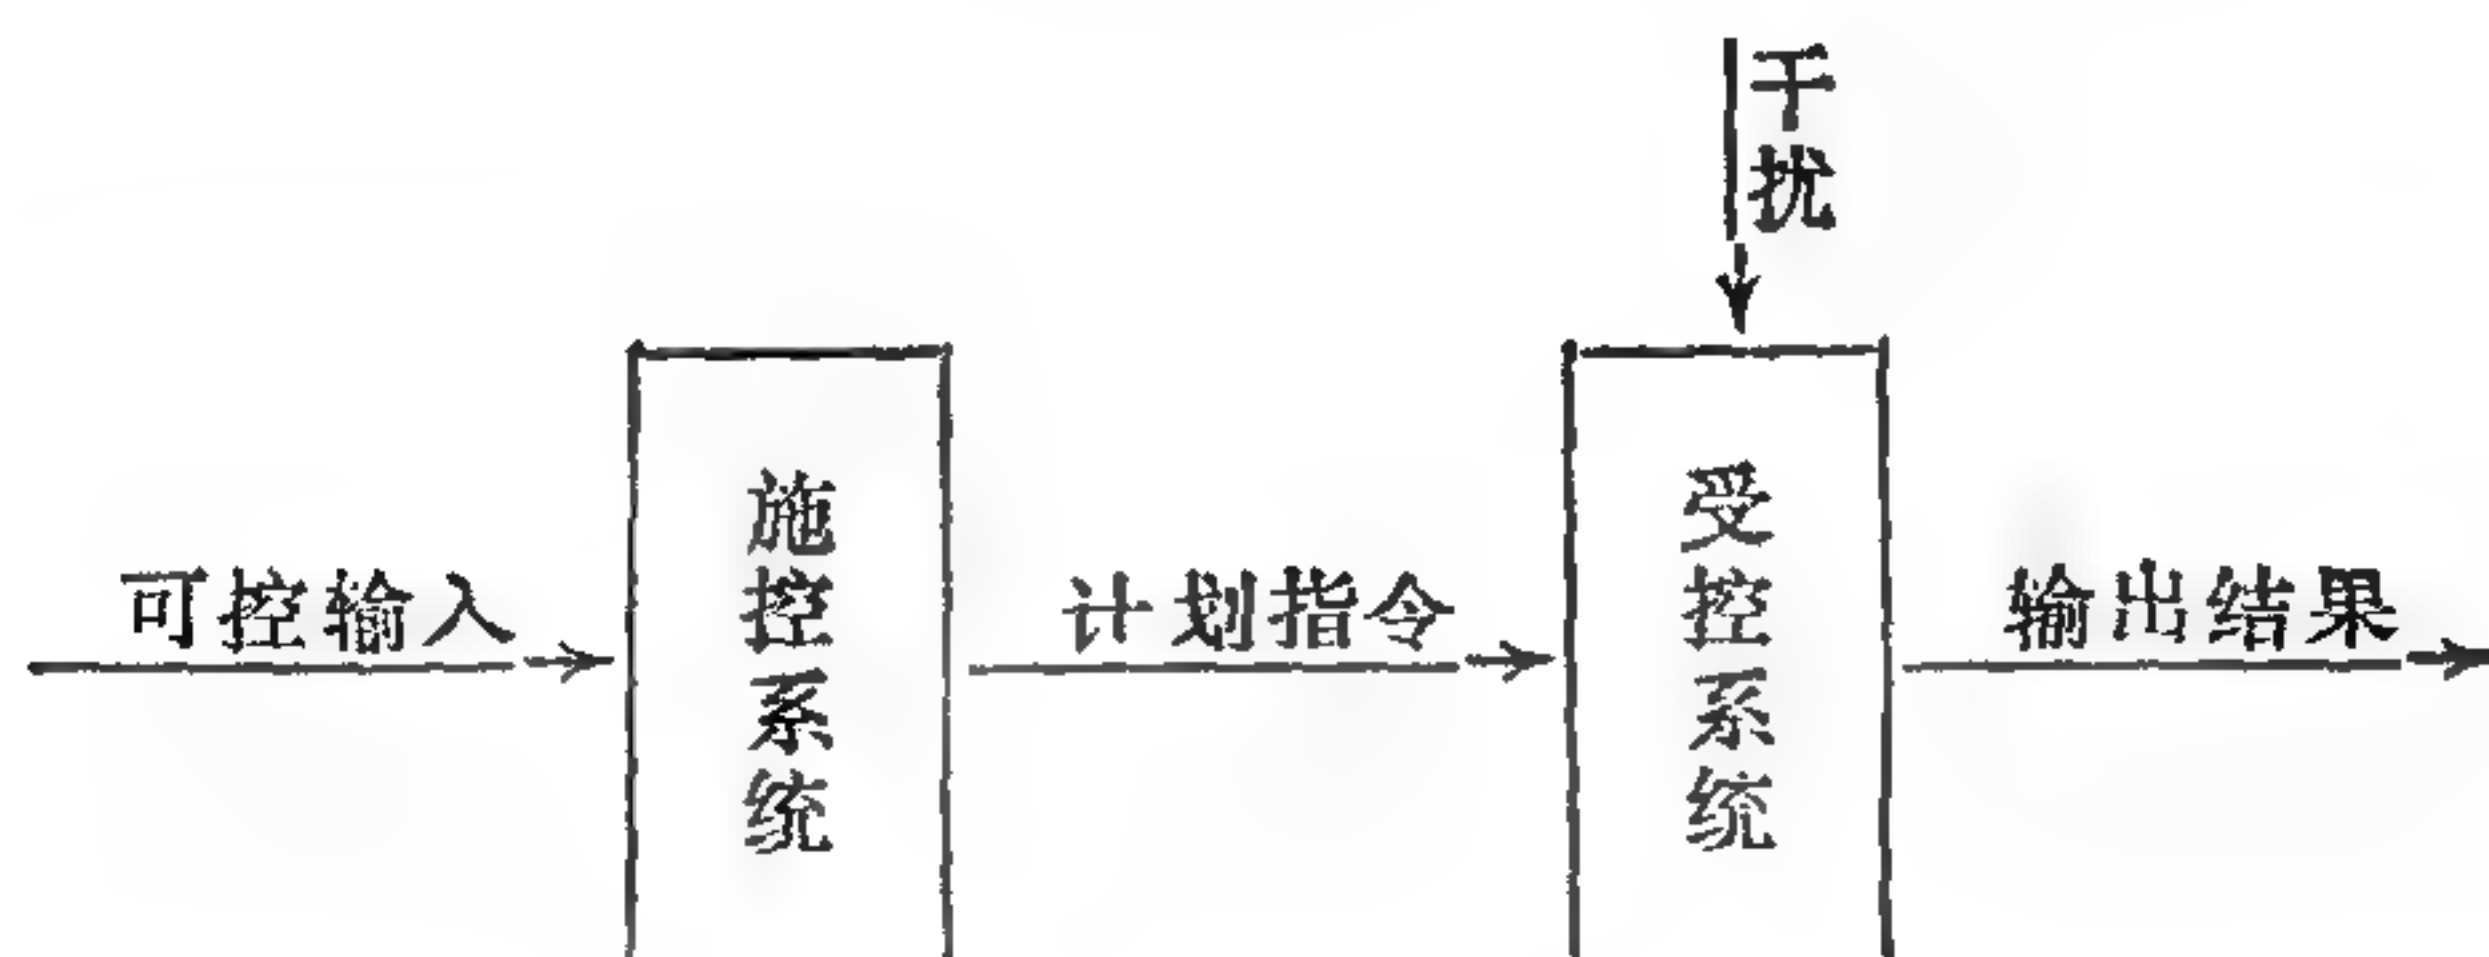 干扰
可控输入
施控系统
计划指令
受控系统
输出结果